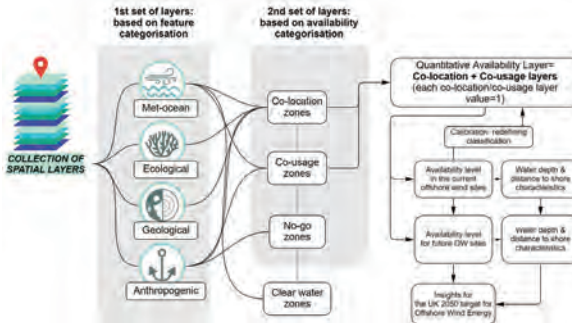 1st set of layers:
based on feature
categorisation
2nd set of layers:
based on availability
categorisation
COLLECTION OF
SPATIAL LAYERS
Met-ocean
Ecological
Geological
Anthropogenic
Co-location
zones
Co-usage
zones
No-go
zones
Clear water
zones
Quantitative Availability Layer=
Co-location + Co-usage layers
(each co-location/co-usage layer
value=1)
Calibration- redefining
classification
Availability level
in the current
offshore wind sites
Water depth &
distance to shore
characteristics
Availability level
for future OW sites
Water depth &
distance to shore
characteristics
Insights for
the UK 2050 target for
Offshore Wind Energy